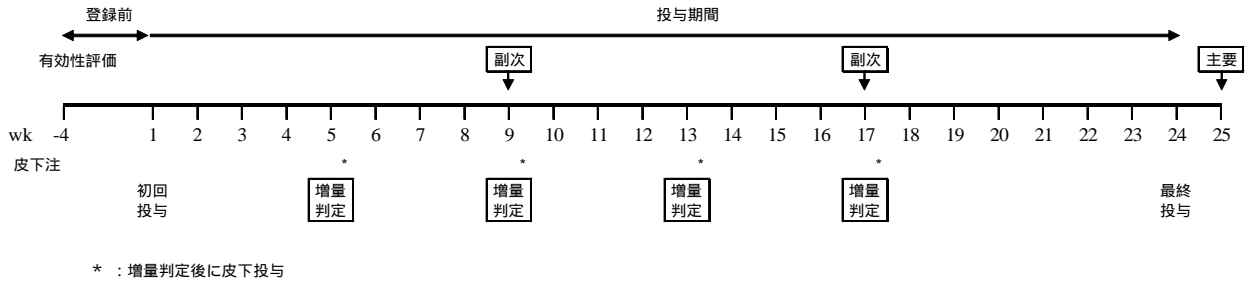 登録前 投与期間
有効性評価 副次 副次 主要
wk -4 1 2 3 4 5 6 7 8 9 10 11 12 13 14 15 16 17 18 19 20 21 22 23 24 25
皮下注 * * * *
初回 増量 増量 増量 増量 最終
投与 判定 判定 判定 判定 投与
* ：増量判定後に皮下投与